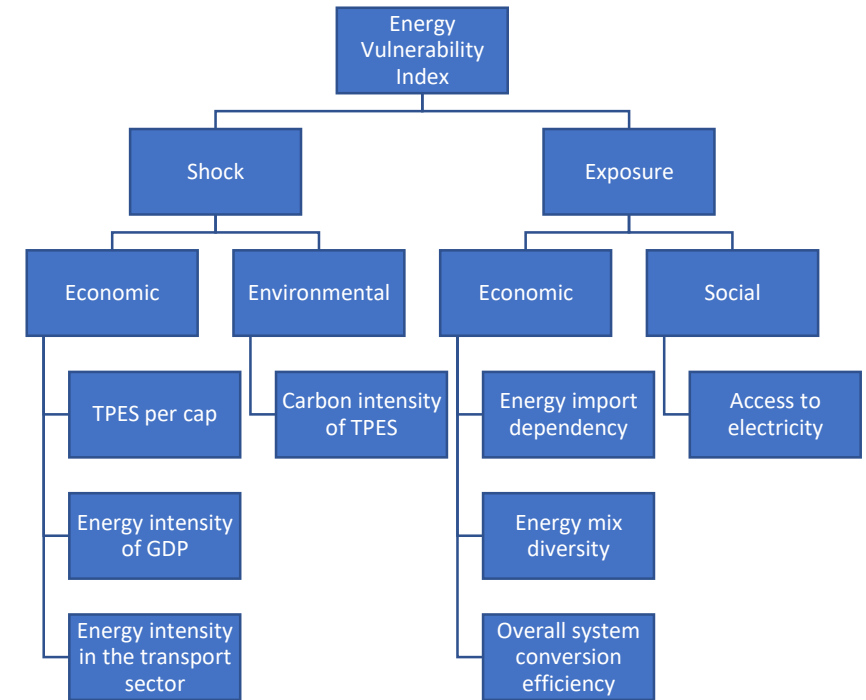 Energy
Vulnerability
Index
Shock
Exposure
Economic
Environmental
Economic
Social
TPES per cap
Carbon intensity
of TPES
Energy import
dependency
Access to
electricity
Energy intensity
of GDP
Energy mix
diversity
Energy intensity
in the transport
sector
Overall system
conversion
efficiency